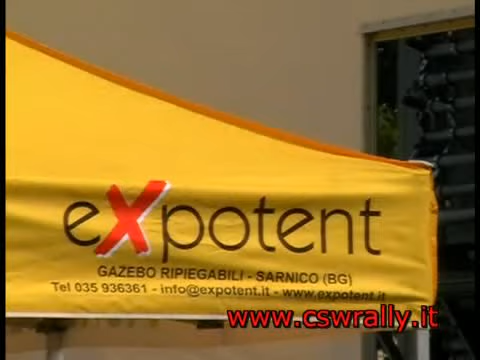 eXpotent
GAZEBO RIPIEGABILI - SARNICO (BG)
Tel 035 936361 - info@expotent.it - www.expotent.it
www.cswrally.it